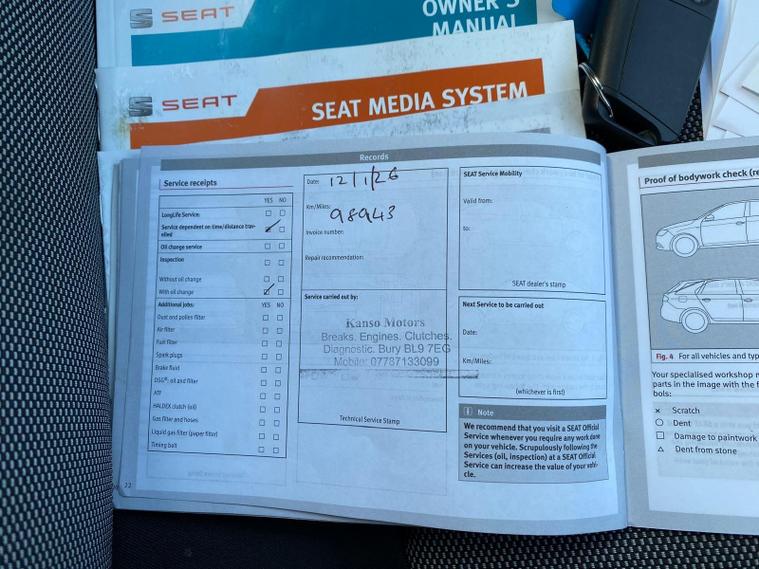 SEAT
OWNER'S
MANUAL
SEAT
SEAT MEDIA SYSTEM
Records
Service receipts
YES NO
LongLife Service:
Service dependent on time/distance trav-
elled
Oil change service
Inspection
Without oil change
With oil change
Additional jobs: YES NO
Dust and pollen filter
Air filter
Fuel filter
Spark plugs
Brake fluid
DSG®: oil and filter
ATF
HALDEX clutch (oil)
Gas filter and hoses
Liquid gas filter (paper filter)
Timing belt
22
Date: 12/1/26
Km/Miles: 98943
Invoice number:
Repair recommendation:
Service carried out by:
Kanso Motors
Breaks. Engines. Clutches.
Diagnostic. Bury BL9 7EG
Mobile: 07787133099
Technical Service Stamp
SEAT Service Mobility
Valid from:
to:
SEAT dealer's stamp
Next Service to be carried out
Date:
Km/Miles:
(whichever is first)
Note
We recommend that you visit a SEAT Official
Service whenever you require any work done
on your vehicle. Scrupulously following the
Services (oil, inspection) at a SEAT Official
Service can increase the value of your vehi-
cle.
Proof of bodywork check (re
Fig. 4 For all vehicles and typ
Your specialised workshop m
parts in the image with the f
bols:
× Scratch
○ Dent
□ Damage to paintwork
△ Dent from stone